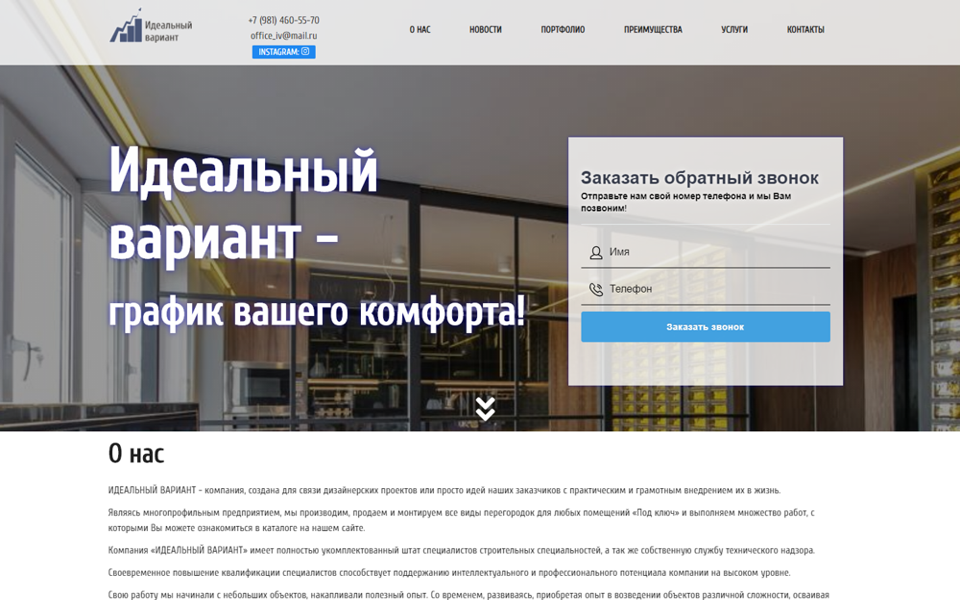 Идеальный
вариант
+7 (981) 460-55-70
office_iv@mail.ru
INSTAGRAM:
О НАС
НОВОСТИ
ПОРТФОЛИО
ПРЕИМУЩЕСТВА
УСЛУГИ
КОНТАКТЫ
Идеальный
вариант -
график вашего комфорта!
Заказать обратный звонок
Отправьте нам свой номер телефона и мы Вам
позвоним!
Имя
Телефон
Заказать звонок
О нас
ИДЕАЛЬНЫЙ ВАРИАНТ - компания, создана для связи дизайнерских проектов или просто идей наших заказчиков с практическим и грамотным внедрением их в жизнь.
Являясь многопрофильным предприятием, мы производим, продаем и монтируем все виды перегородок для любых помещений «Под ключ» и выполняем множество работ, с
которыми Вы можете ознакомиться в каталоге на нашем сайте.
Компания «ИДЕАЛЬНЫЙ ВАРИАНТ» имеет полностью укомплектованный штат специалистов строительных специальностей, а так же собственную службу технического надзора.
Своевременное повышение квалификации специалистов способствует поддержанию интеллектуального и профессионального потенциала компании на высоком уровне.
Свою работу мы начинали с небольших объектов, накапливали полезный опыт. Со временем, развиваясь, приобретая опыт в возведении объектов различной сложности, осваивая